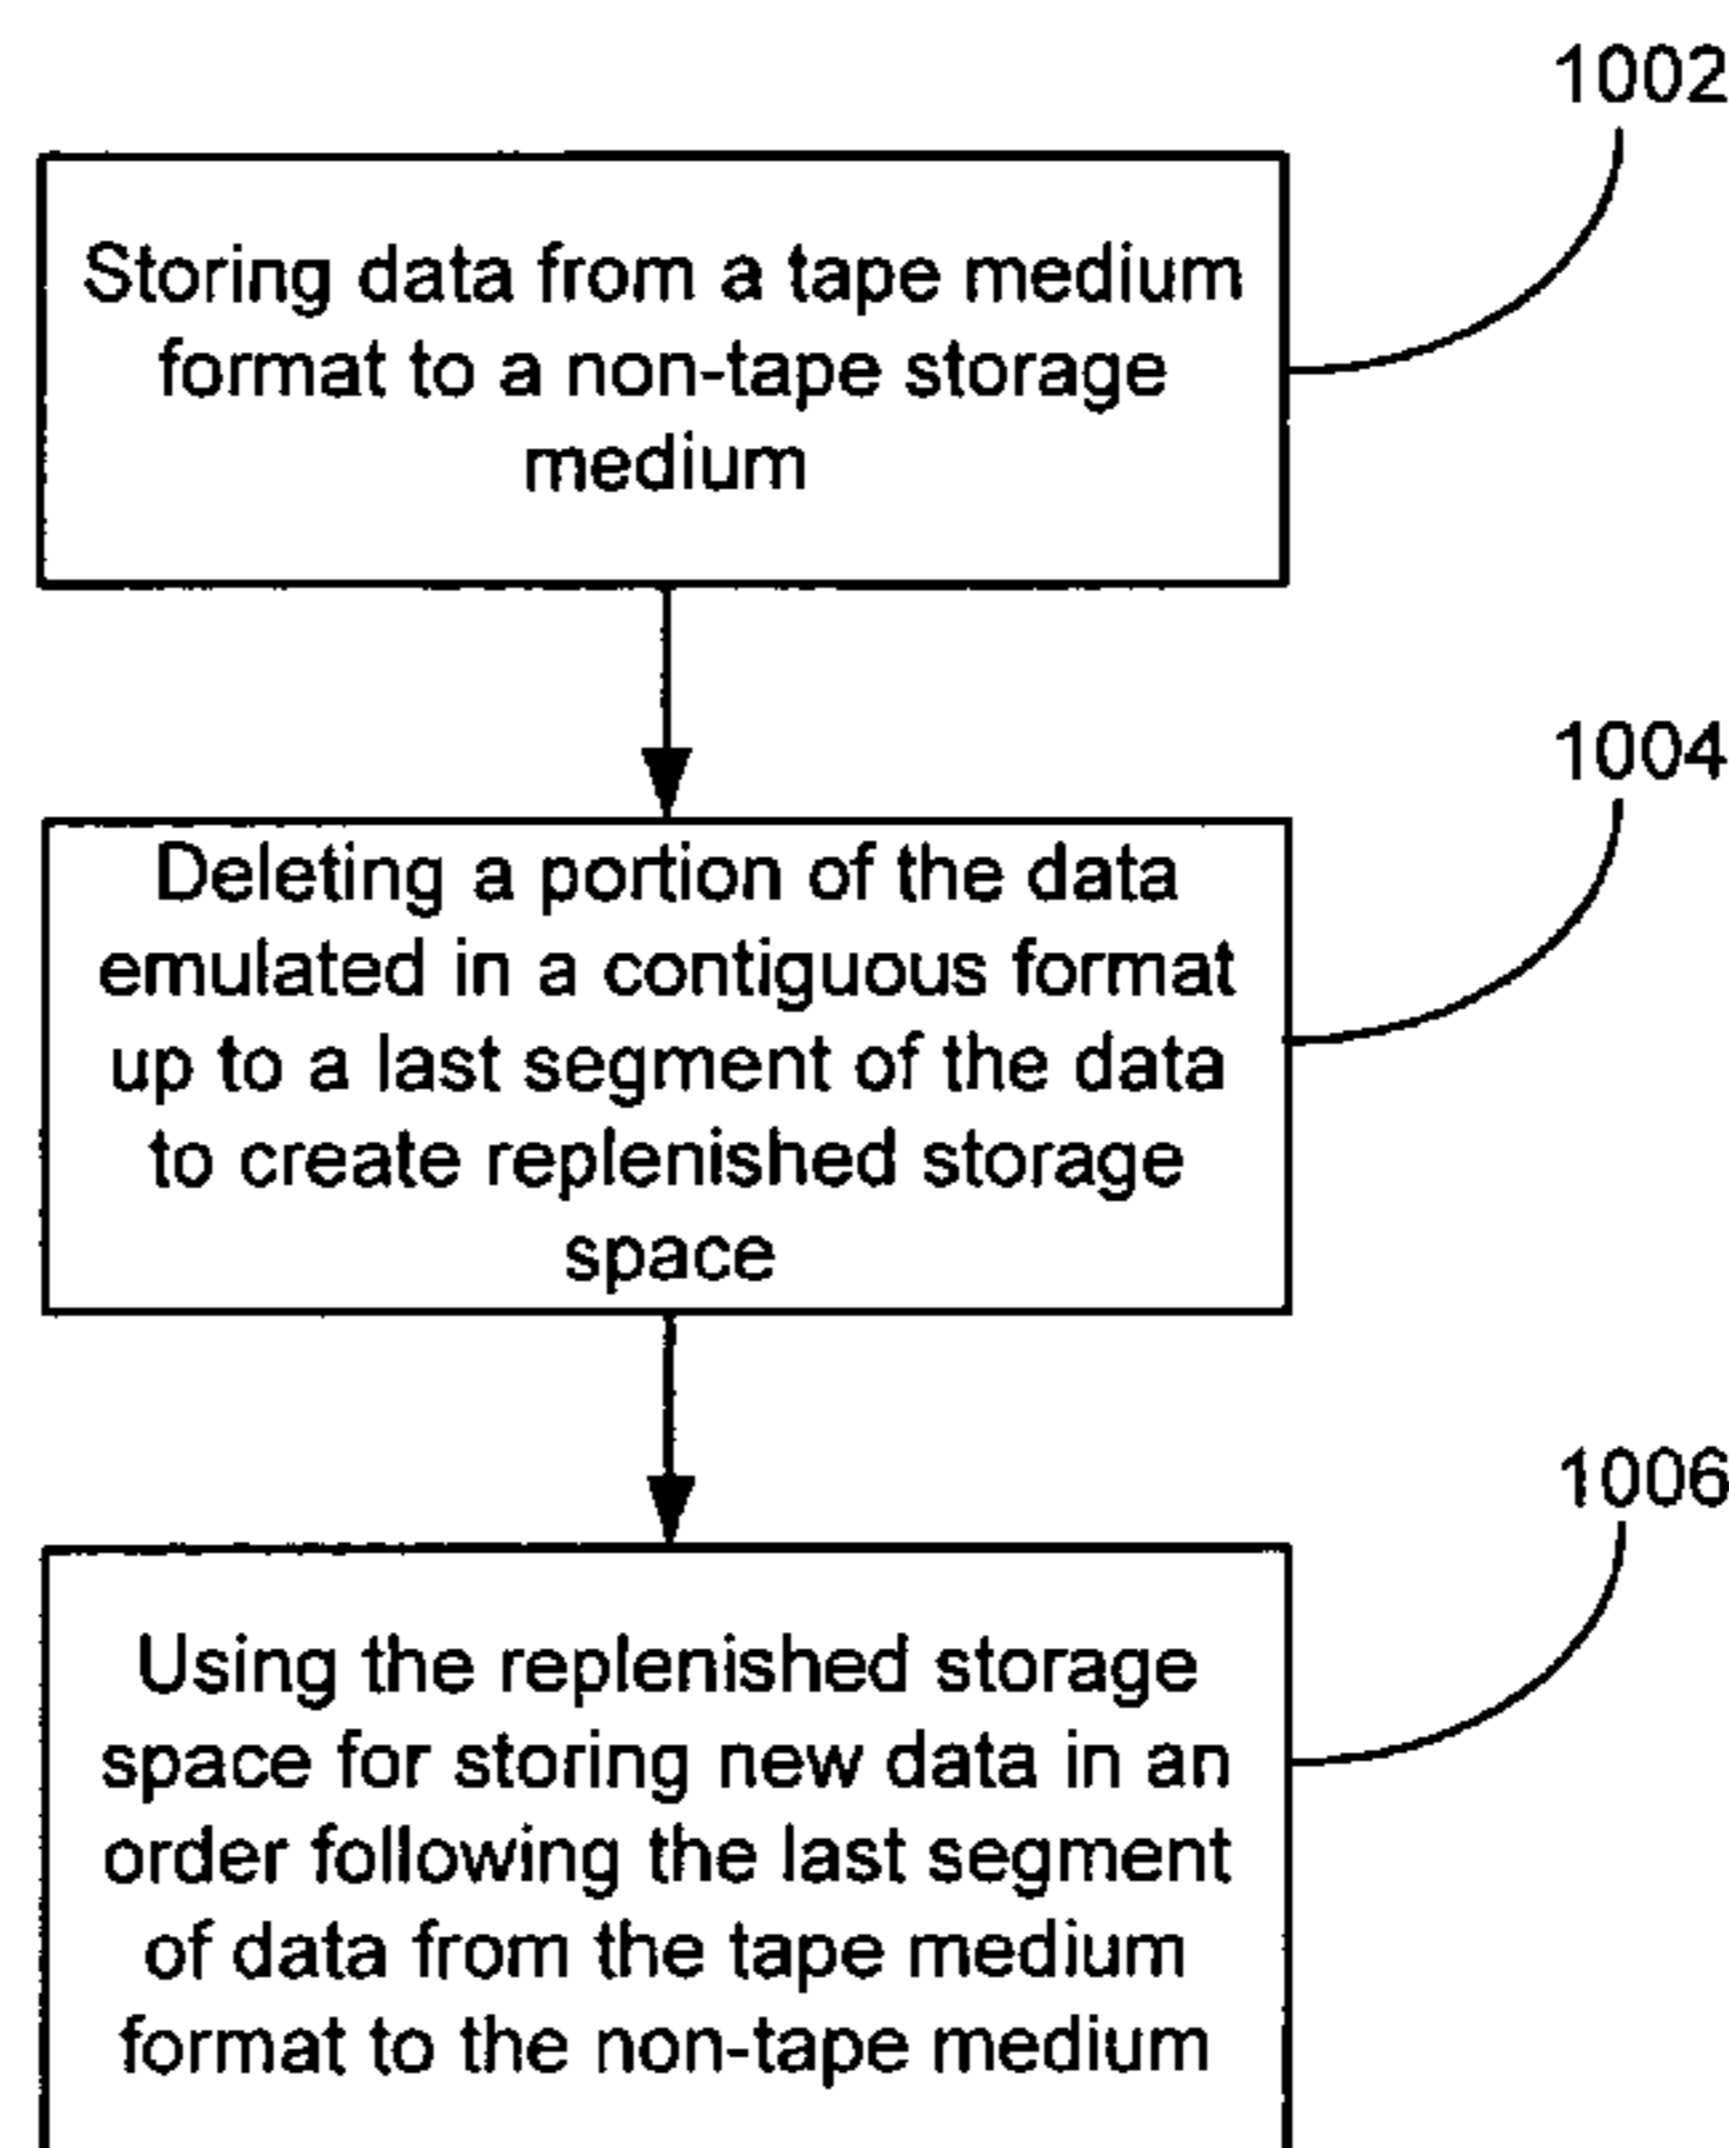 1002
Storing data from a tape medium
format to a non-tape storage
medium
1004
Deleting a portion of the data
emulated in a contiguous format
up to a last segment of the data
to create replenished storage
space
1006
Using the replenished storage
space for storing new data in an
order following the last segment
of data from the tape medium
format to the non-tape medium